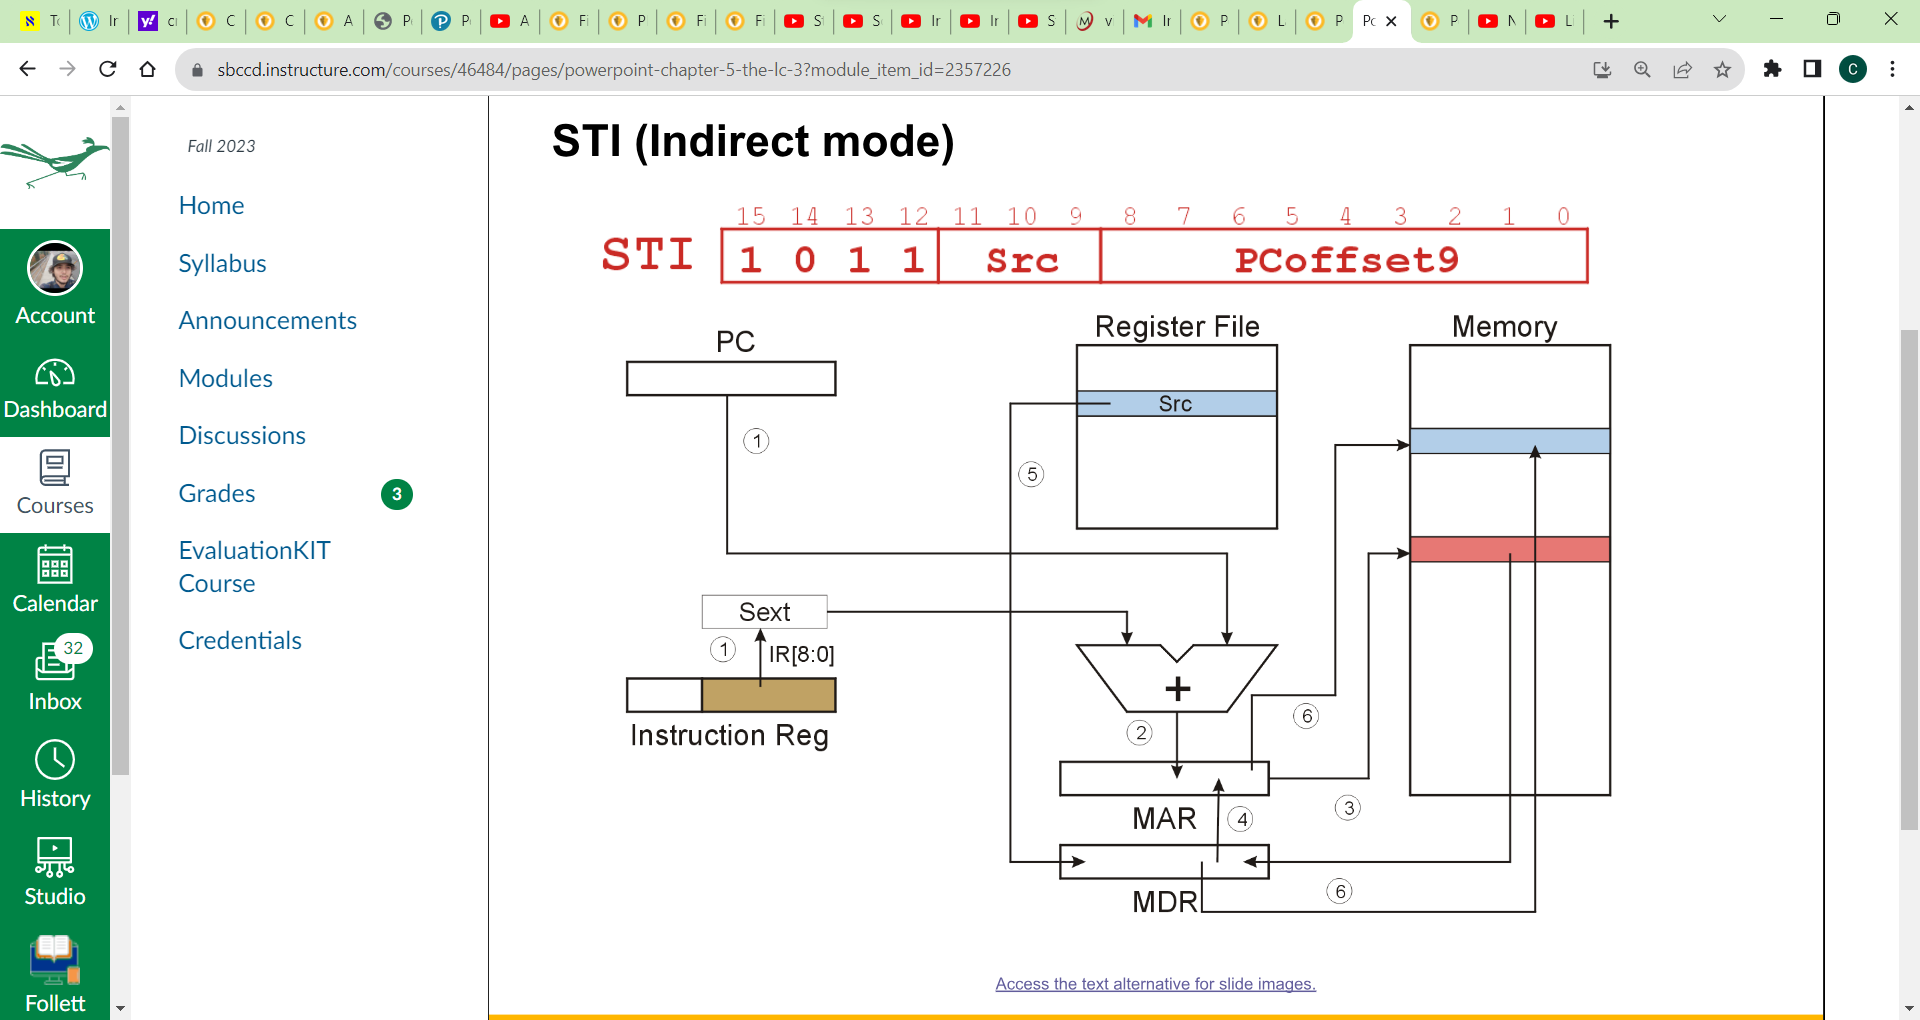 sbccd.instructure.com/courses/46484/pages/powerpoint-chapter-5-the-lc-3?module_item_id=2357226
C
Account
Dashboard
Courses
Calendar
32
Inbox
History
Studio
Follett
Fall 2023
Home
Syllabus
Announcements
Modules
Discussions
Grades 3
EvaluationKIT
Course
Credentials
STI (Indirect mode)
15 14 13 12 11 10 9 8 7 6 5 4 3 2 1 0
STI 1 0 1 1 Src PCoffset9
PC
Register File
Memory
Src
1
5
Sext
1
IR[8:0]
Instruction Reg
+
2
6
MAR
4
3
MDR
6
Access the text alternative for slide images.